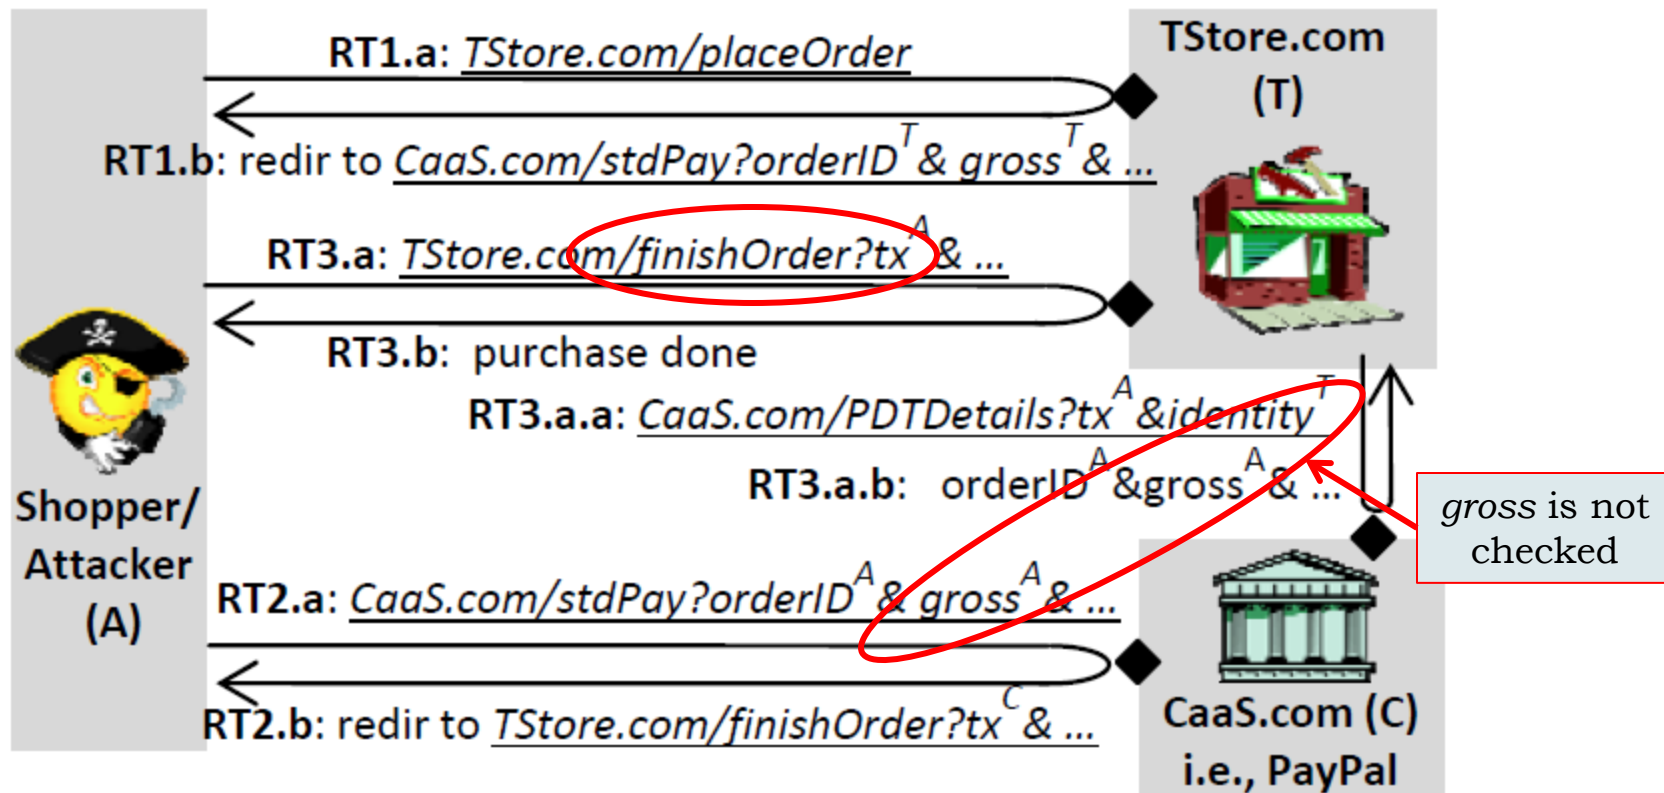 RT1.a: TStore.com/placeOrder
TStore.com
(T)
RT1.b: redir to CaaS.com/stdPay?orderID^T& gross^T& ...
RT3.a: TStore.com/finishOrder?tx^A& ...
RT3.b: purchase done
RT3.a.a: CaaS.com/PDTDetails?tx^A&identity^T
RT3.a.b: orderID^A&gross^A& ...
gross is not
checked
Shopper/
Attacker
(A)
RT2.a: CaaS.com/stdPay?orderID^A& gross^A& ...
RT2.b: redir to TStore.com/finishOrder?tx^C& ...
CaaS.com (C)
i.e., PayPal